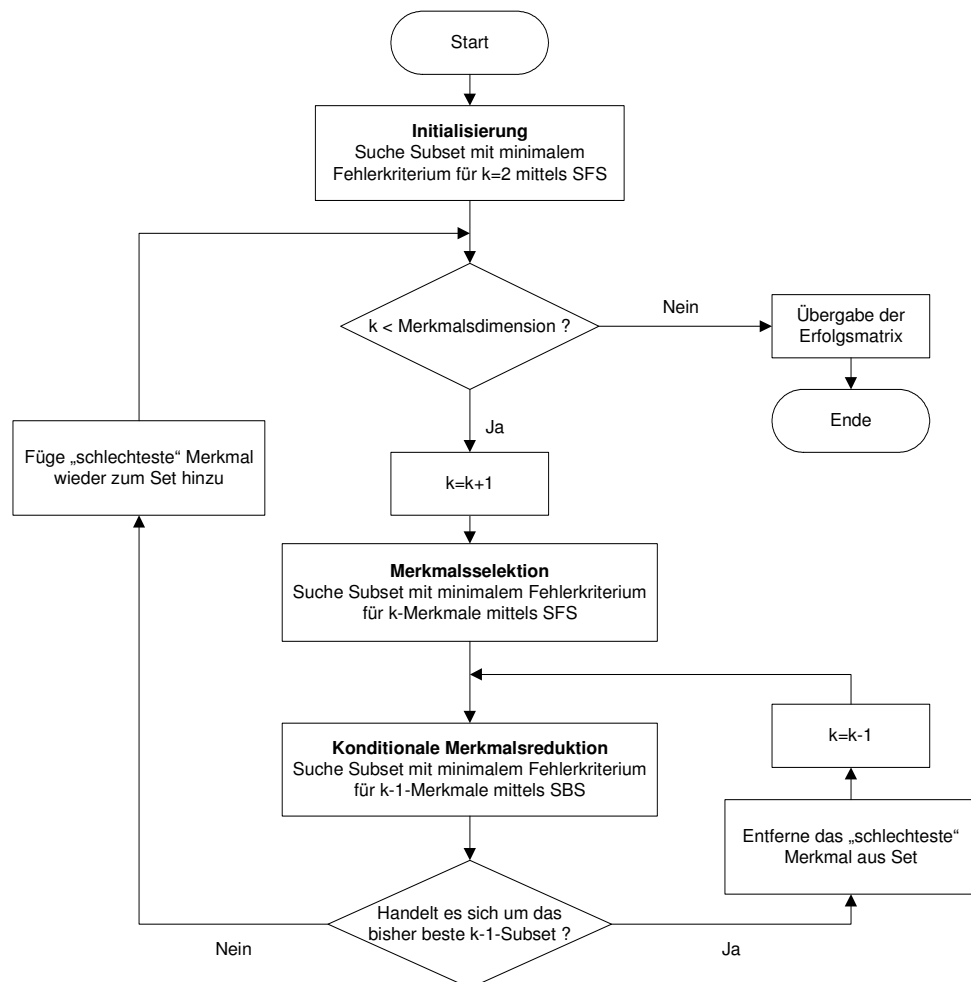 Start
Initialisierung
Suche Subset mit minimalem
Fehlerkriterium für k=2 mittels SFS
k < Merkmalsdimension ?
Nein
Übergabe der
Erfolgsmatrix
Ende
Ja
Füge „schlechteste“ Merkmal
wieder zum Set hinzu
k=k+1
Merkmalsselektion
Suche Subset mit minimalem Fehlerkriterium
für k-Merkmale mittels SFS
k=k-1
Konditionale Merkmalsreduktion
Suche Subset mit minimalem Fehlerkriterium
für k-1-Merkmale mittels SBS
Entferne das „schlechteste“
Merkmal aus Set
Handelt es sich um das
bisher beste k-1-Subset ?
Nein
Ja